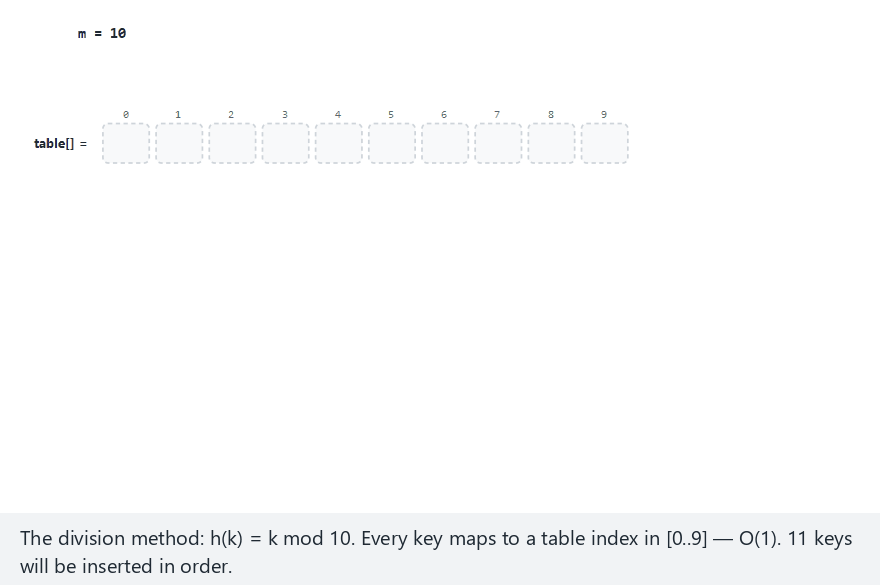 m = 10
0 1 2 3 4 5 6 7 8 9
table[] =
The division method: h(k) = k mod 10. Every key maps to a table index in [0..9] — O(1). 11 keys
will be inserted in order.